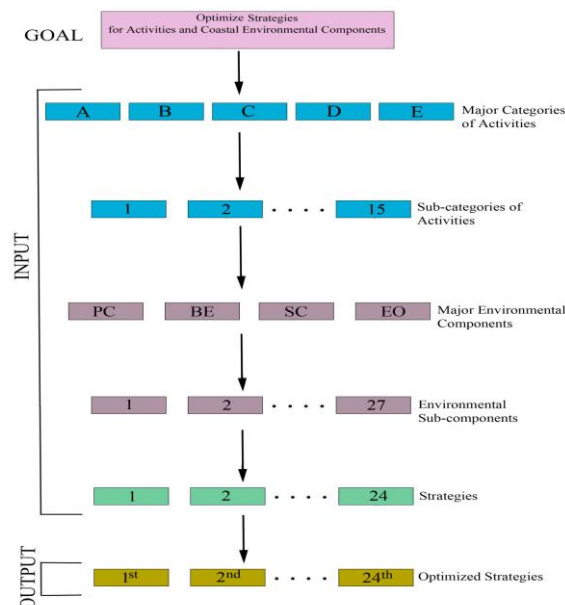 GOAL
Optimize Strategies
for Activities and Coastal Environmental Components
A B C D E
Major Categories
of Activities
1 2 . . . . 15
Sub-categories of
Activities
INPUT
PC BE SC EO
Major Environmental
Components
1 2 . . . . 27
Environmental
Sub-components
1 2 . . . . 24
Strategies
OUTPUT
1st 2nd . . . . 24th
Optimized Strategies